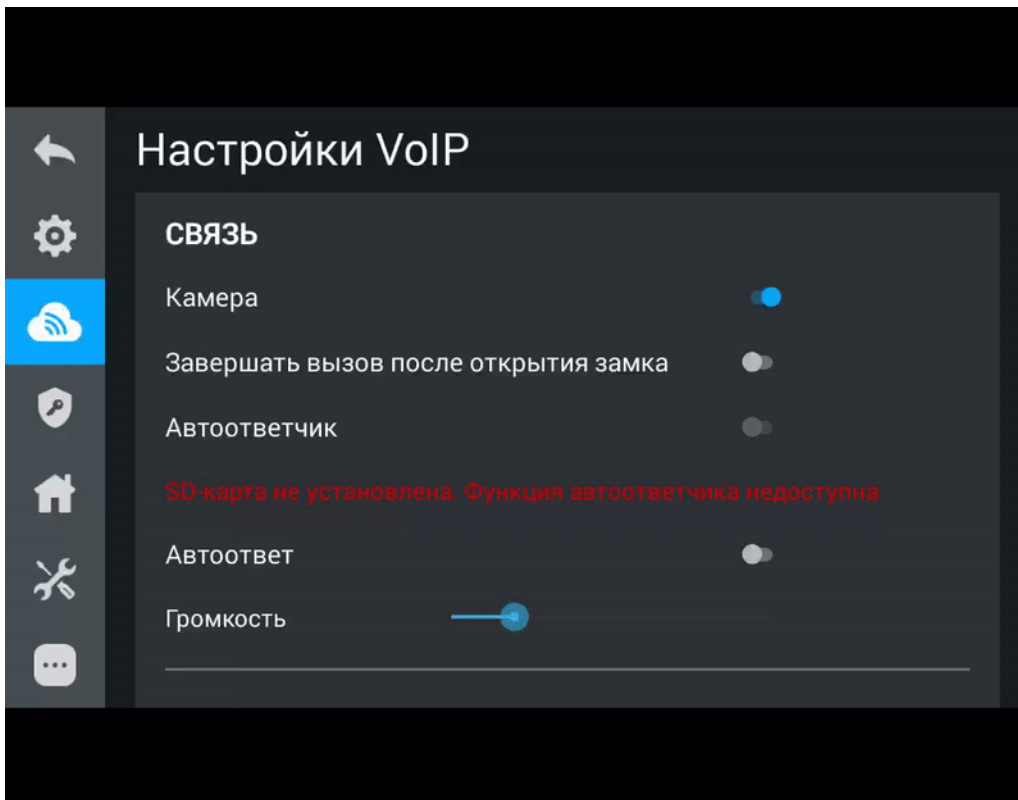 Настройки VoIP
СВЯЗЬ
Камера
Завершать вызов после открытия замка
Автоответчик
SD-карта не установлена. Функция автоответчика недоступна
Автоответ
Громкость